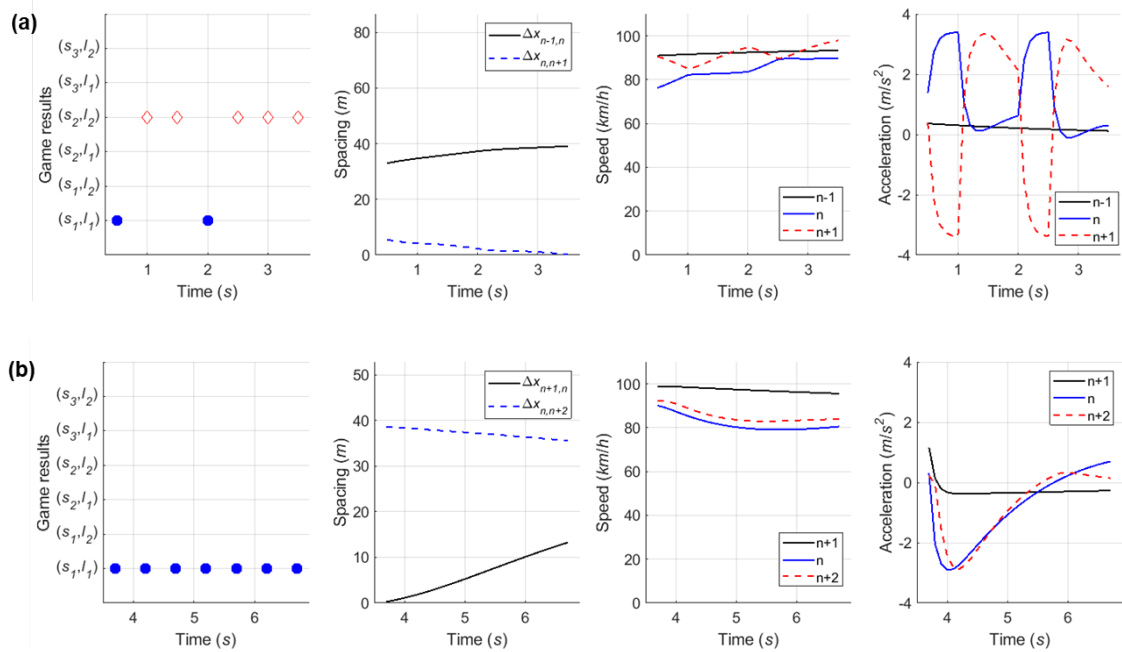 (a)
Game results
(s3,l2)
(s3,l1)
(s2,l2)
(s2,l1)
(s1,l2)
(s1,l1)
1 2 3
Time (s)
Spacing (m)
80
60
40
20
0
Δxn-1,n
Δxn,n+1
1 2 3
Time (s)
Speed (km/h)
100
80
60
40
20
0
n-1
n
n+1
1 2 3
Time (s)
Acceleration (m/s2)
4
2
0
-2
-4
n-1
n
n+1
1 2 3
Time (s)
(b)
Game results
(s3,l2)
(s3,l1)
(s2,l2)
(s2,l1)
(s1,l2)
(s1,l1)
4 5 6
Time (s)
Spacing (m)
50
40
30
20
10
0
Δxn+1,n
Δxn,n+2
4 5 6
Time (s)
Speed (km/h)
100
80
60
40
20
0
n+1
n
n+2
4 5 6
Time (s)
Acceleration (m/s2)
4
2
0
-2
-4
n+1
n
n+2
4 5 6
Time (s)